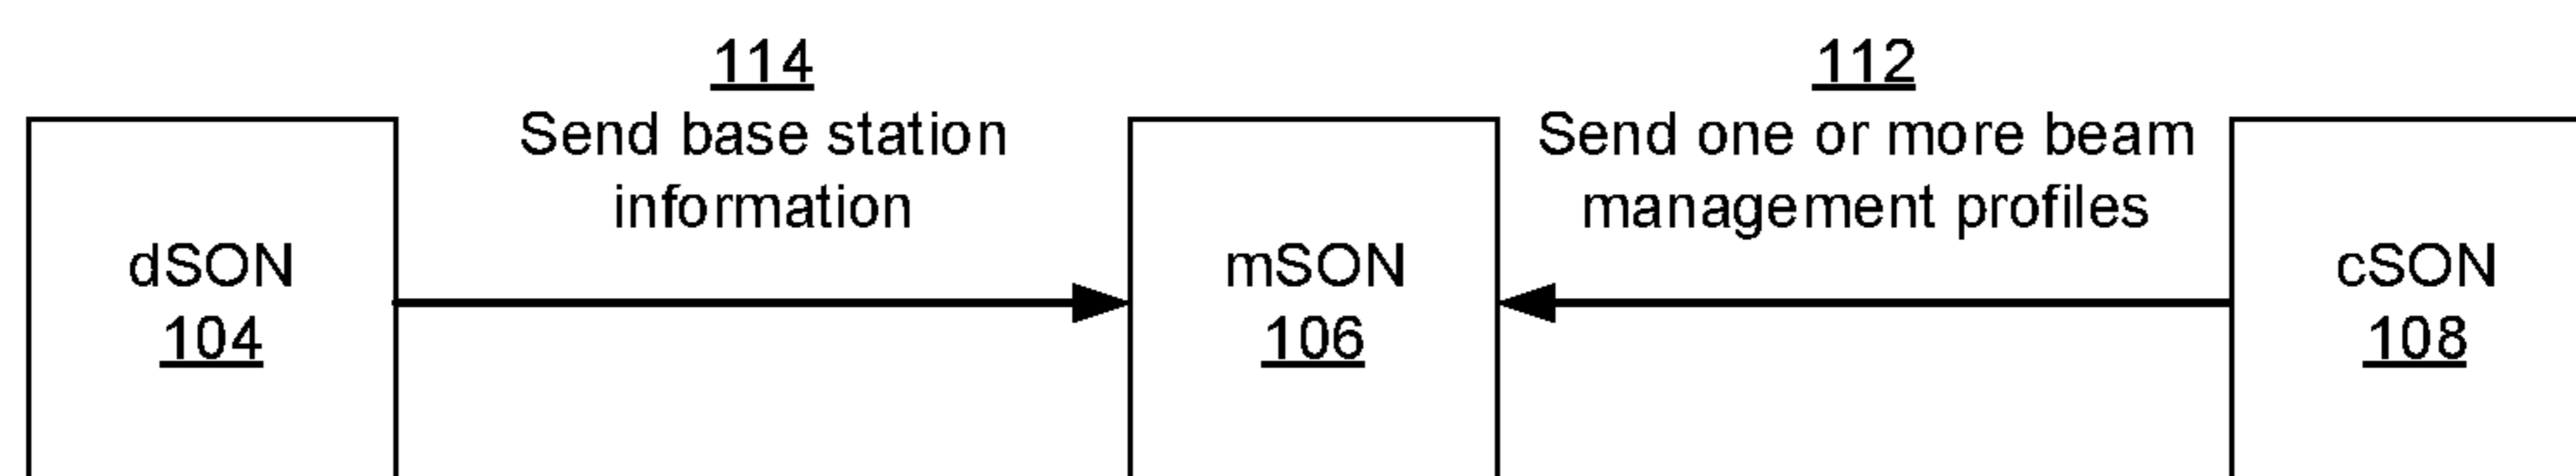 114
Send base station
information
112
Send one or more beam
management profiles
dSON
104
mSON
106
cSON
108